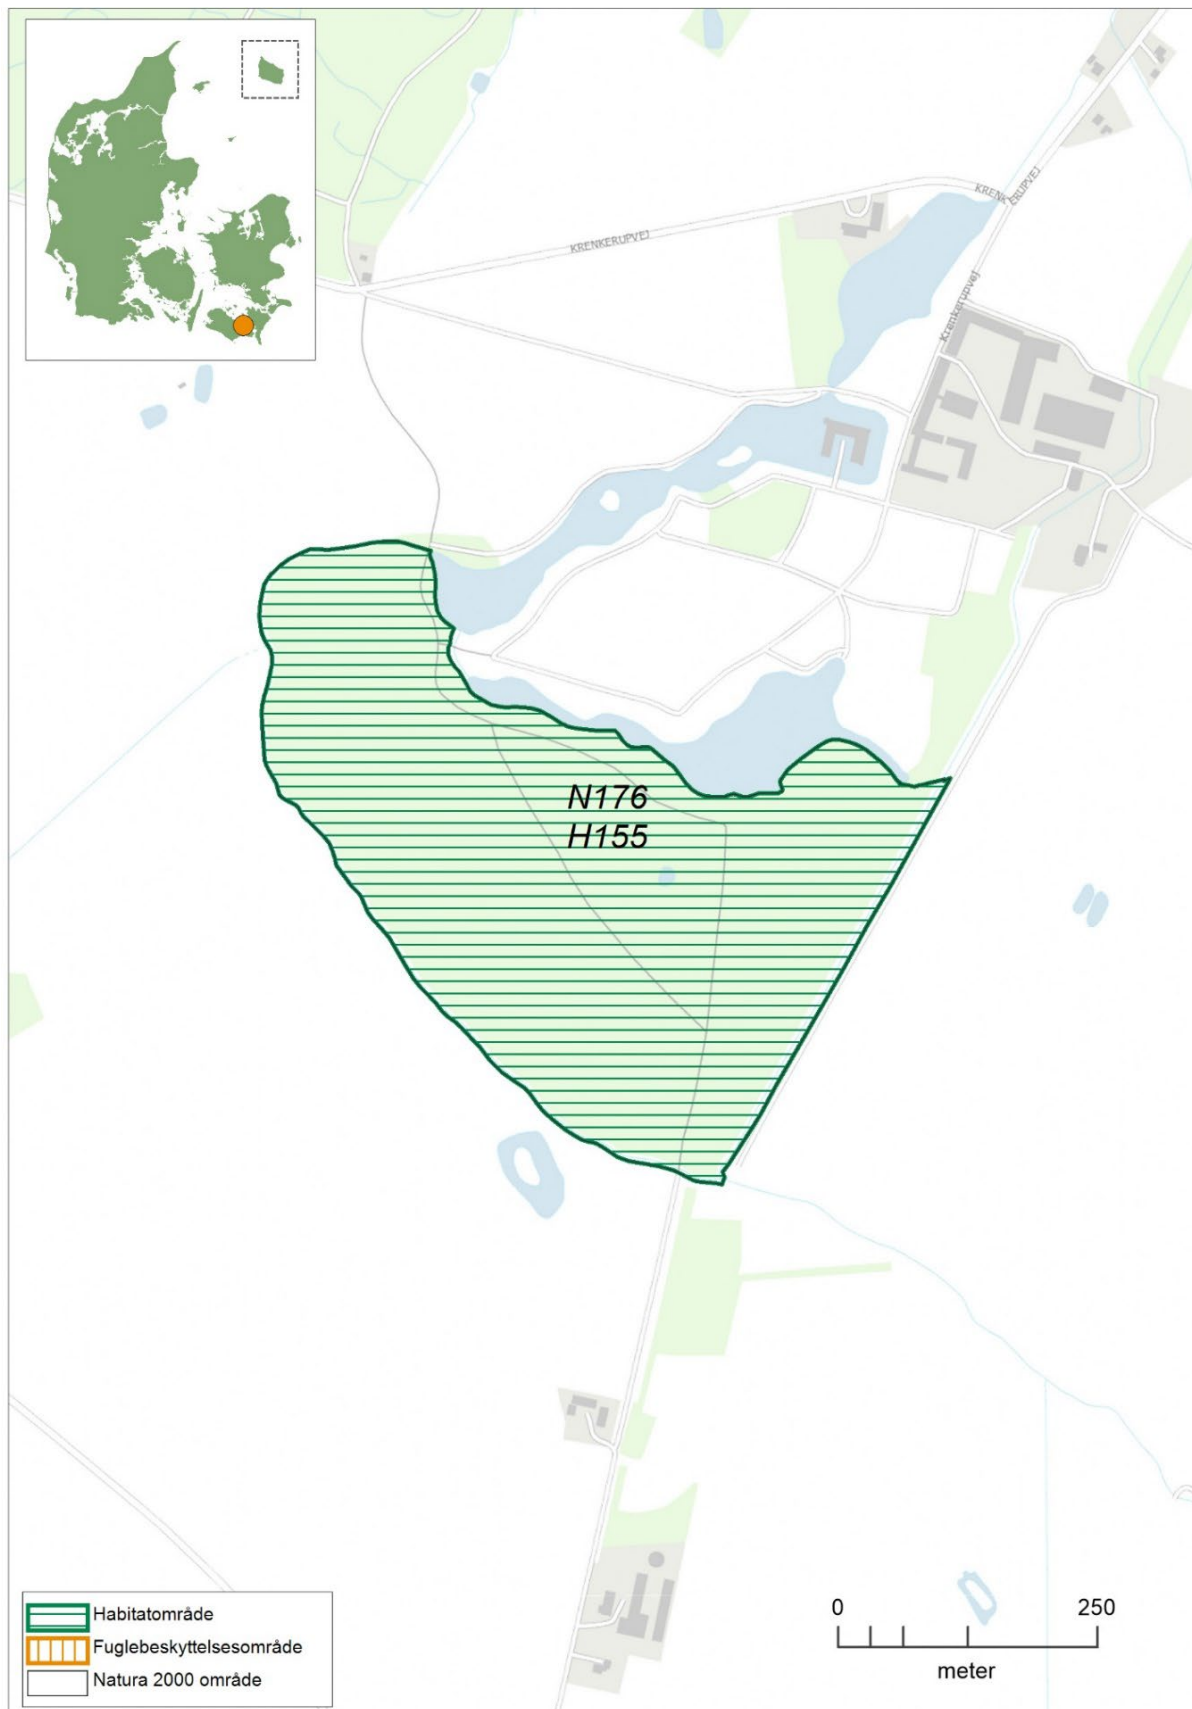 KRENKERUPVEJ
KRENKERUPVEJ
Krenkerupvej
N176
H155
Habitatområde
Fuglebeskyttelsesområde
Natura 2000 område
0 250
meter